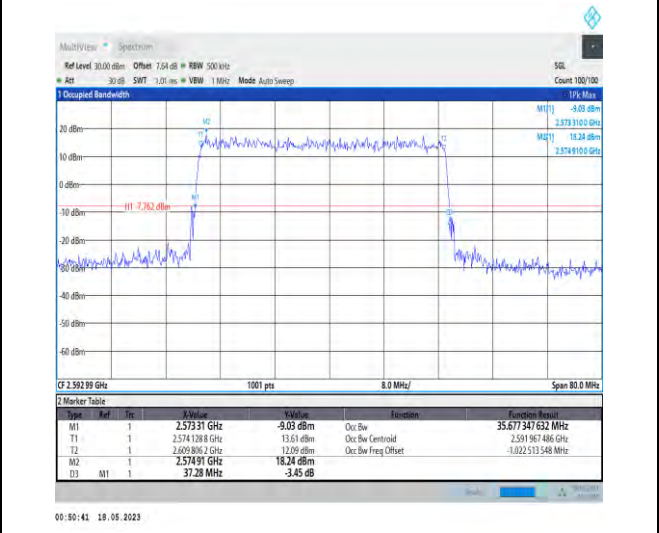 MultiView Spectrum
Ref Level 30.00 dBm Offset 7.64 dB RBW 500 kHz SGL
Att 30 dB SWT 1.01 ms VBW 1 MHz Mode Auto Sweep Count 100/100
1 Occupied Bandwidth 1Pk Max
M1[1] -9.03 dBm
2.573 3100 GHz
M2[1] 18.24 dBm
2.574 9100 GHz
M2
T1
T2
20 dBm
10 dBm
0 dBm
M1
H1 -7.762 dBm
-10 dBm
D3
-20 dBm
-30 dBm
-40 dBm
-50 dBm
-60 dBm
CF 2.592 99 GHz 1001 pts 8.0 MHz/ Span 80.0 MHz
2 Marker Table
Type Ref Trc X-Value Y-Value Function Function Result
M1 1 2.573 31 GHz -9.03 dBm Occ Bw 35.677 347 632 MHz
T1 1 2.574 128 8 GHz 13.61 dBm Occ Bw Centroid 2.591 967 486 GHz
T2 1 2.609 806 2 GHz 12.09 dBm Occ Bw Freq Offset -1.022 513 548 MHz
M2 1 2.574 91 GHz 18.24 dBm
D3 M1 1 37.28 MHz -3.45 dB
00:50:41 18.05.2023